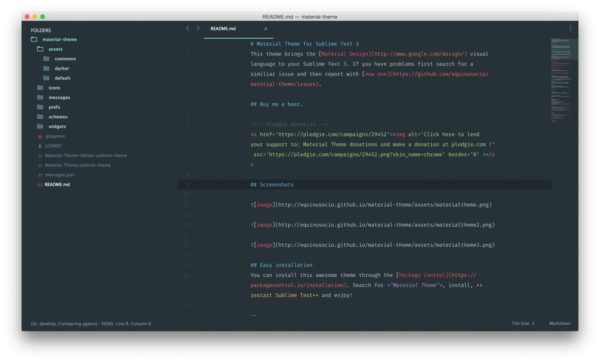 README.md — material-theme
FOLDERS
material-theme
assets
commons
darker
default
icons
messages
prefs
schemes
widgets
.gitignore
LICENSE
Material-Theme-Darker.sublime-theme
Material-Theme.sublime-theme
messages.json
README.md
README.md
# Material Theme for Sublime Text 3
This theme brings the [Material Design](http://www.google.com/design/) visual
language to your Sublime Text 3. If you have problems first search for a
similiar issue and then report with [new one](https://github.com/equinusocio/
material-theme/issues).
## Buy me a beer.
<!-- Pledgie Donation -->
<a href='https://pledgie.com/campaigns/29452'><img alt='Click here to lend
your support to: Material Theme donations and make a donation at pledgie.com !'
src='https://pledgie.com/campaigns/29452.png?skin_name=chrome' border='0' ></a
>
## Screenshots
![image](http://equinusocio.github.io/material-theme/assets/materialtheme.png)
![image](http://equinusocio.github.io/material-theme/assets/materialtheme2.png)
![image](http://equinusocio.github.io/material-theme/assets/materialtheme3.png)
## Easy installation
You can install this awesome theme through the [Package Control](https://
packagecontrol.io/installation). Search for *"Material Theme"*, install, **
restart Sublime Text** and enjoy!
--
Git: develop, Comparing against : HEAD, Line 9, Column 6
Tab Size: 3
Markdown